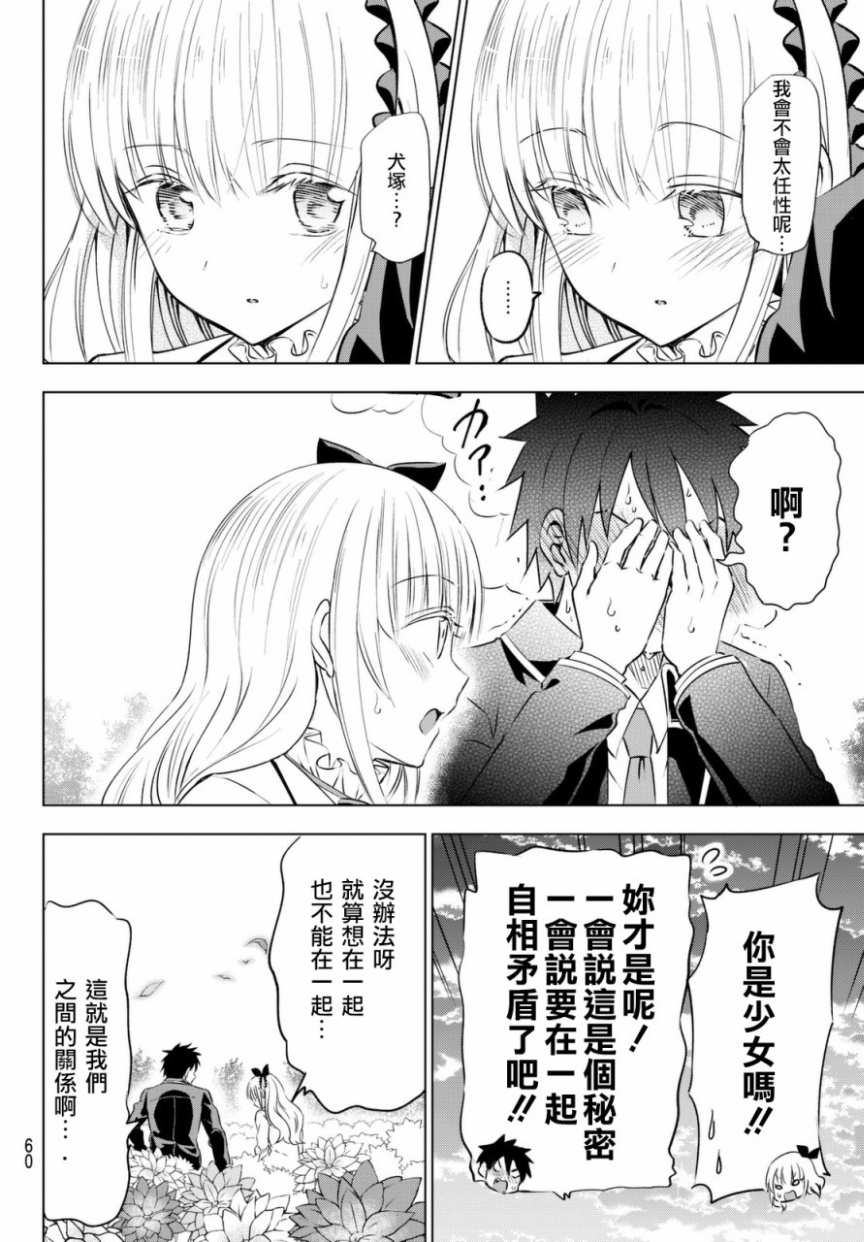 我會不會太任性呢…
……
犬塚…?
啊?
カァ…
你是少女嗎!!
妳才是呢!
一會說這是個秘密
一會說要在一起
自相矛盾了吧!!
沒辦法呀
就算想在一起
也不能在一起…
這就是我們
之間的關係啊….
60